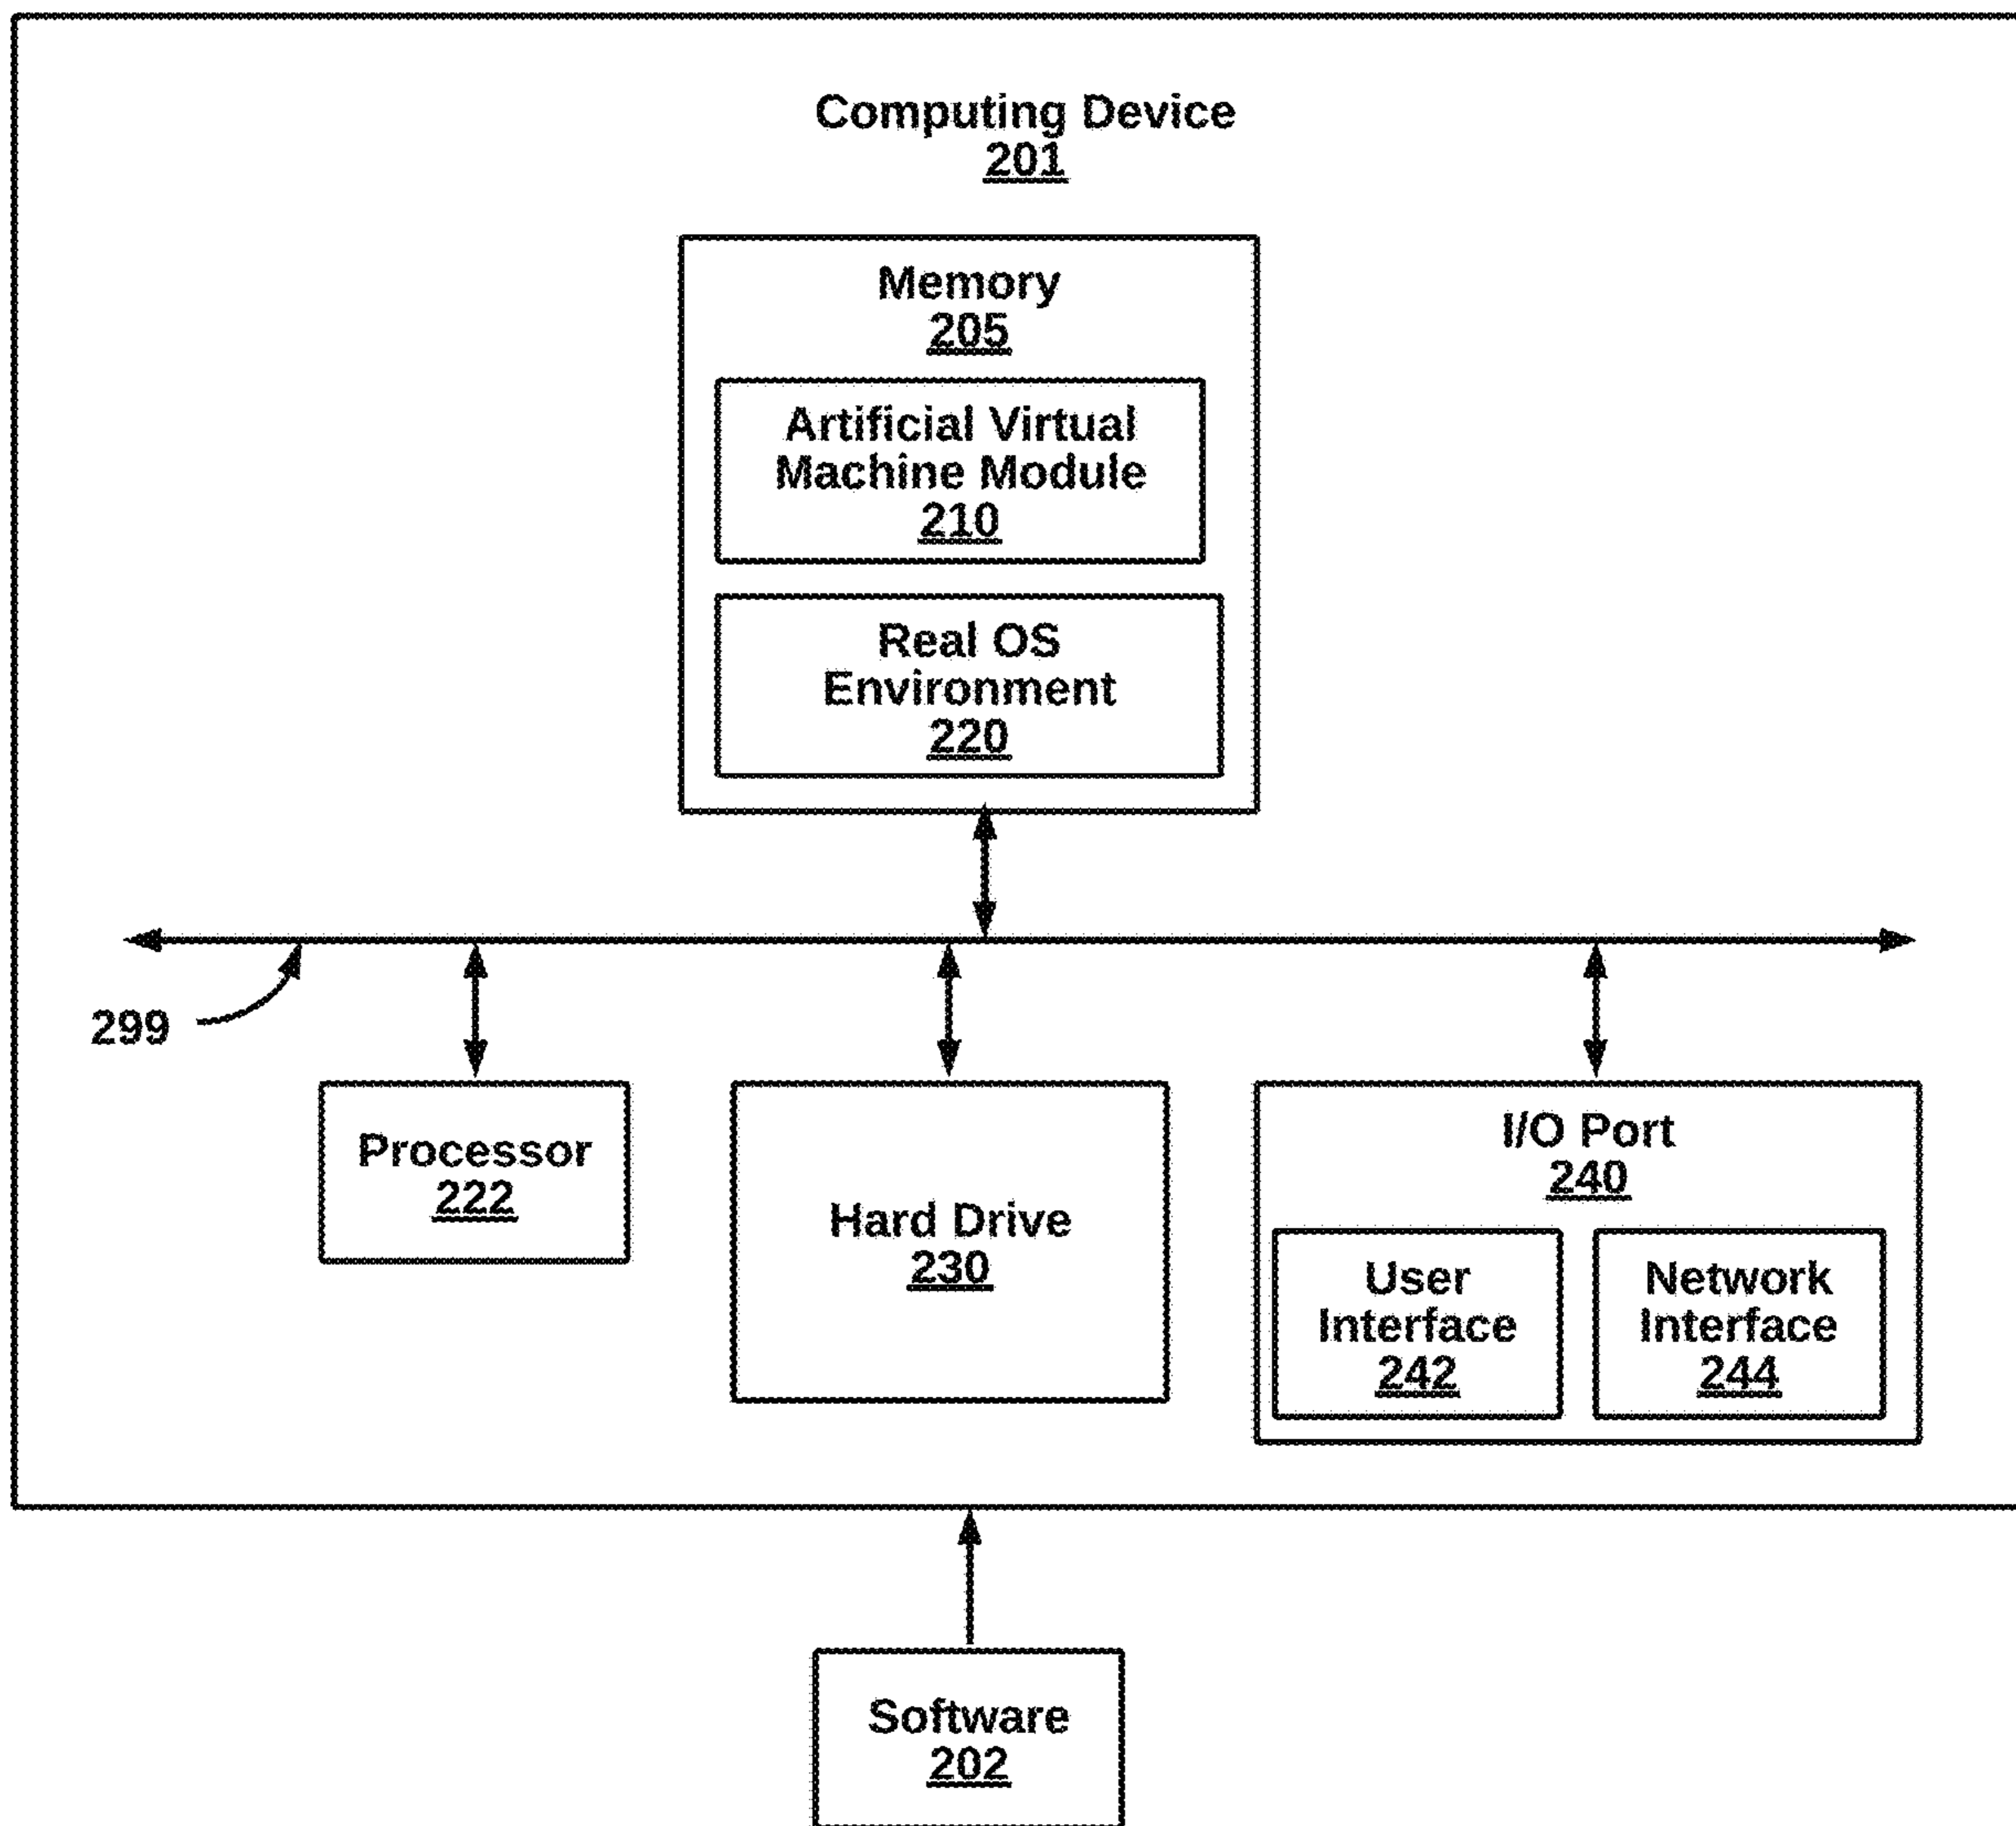 Computing Device
201
Memory
205
Artificial Virtual
Machine Module
210
Real OS
Environment
220
299
Processor
222
Hard Drive
230
I/O Port
240
User
Interface
242
Network
Interface
244
Software
202